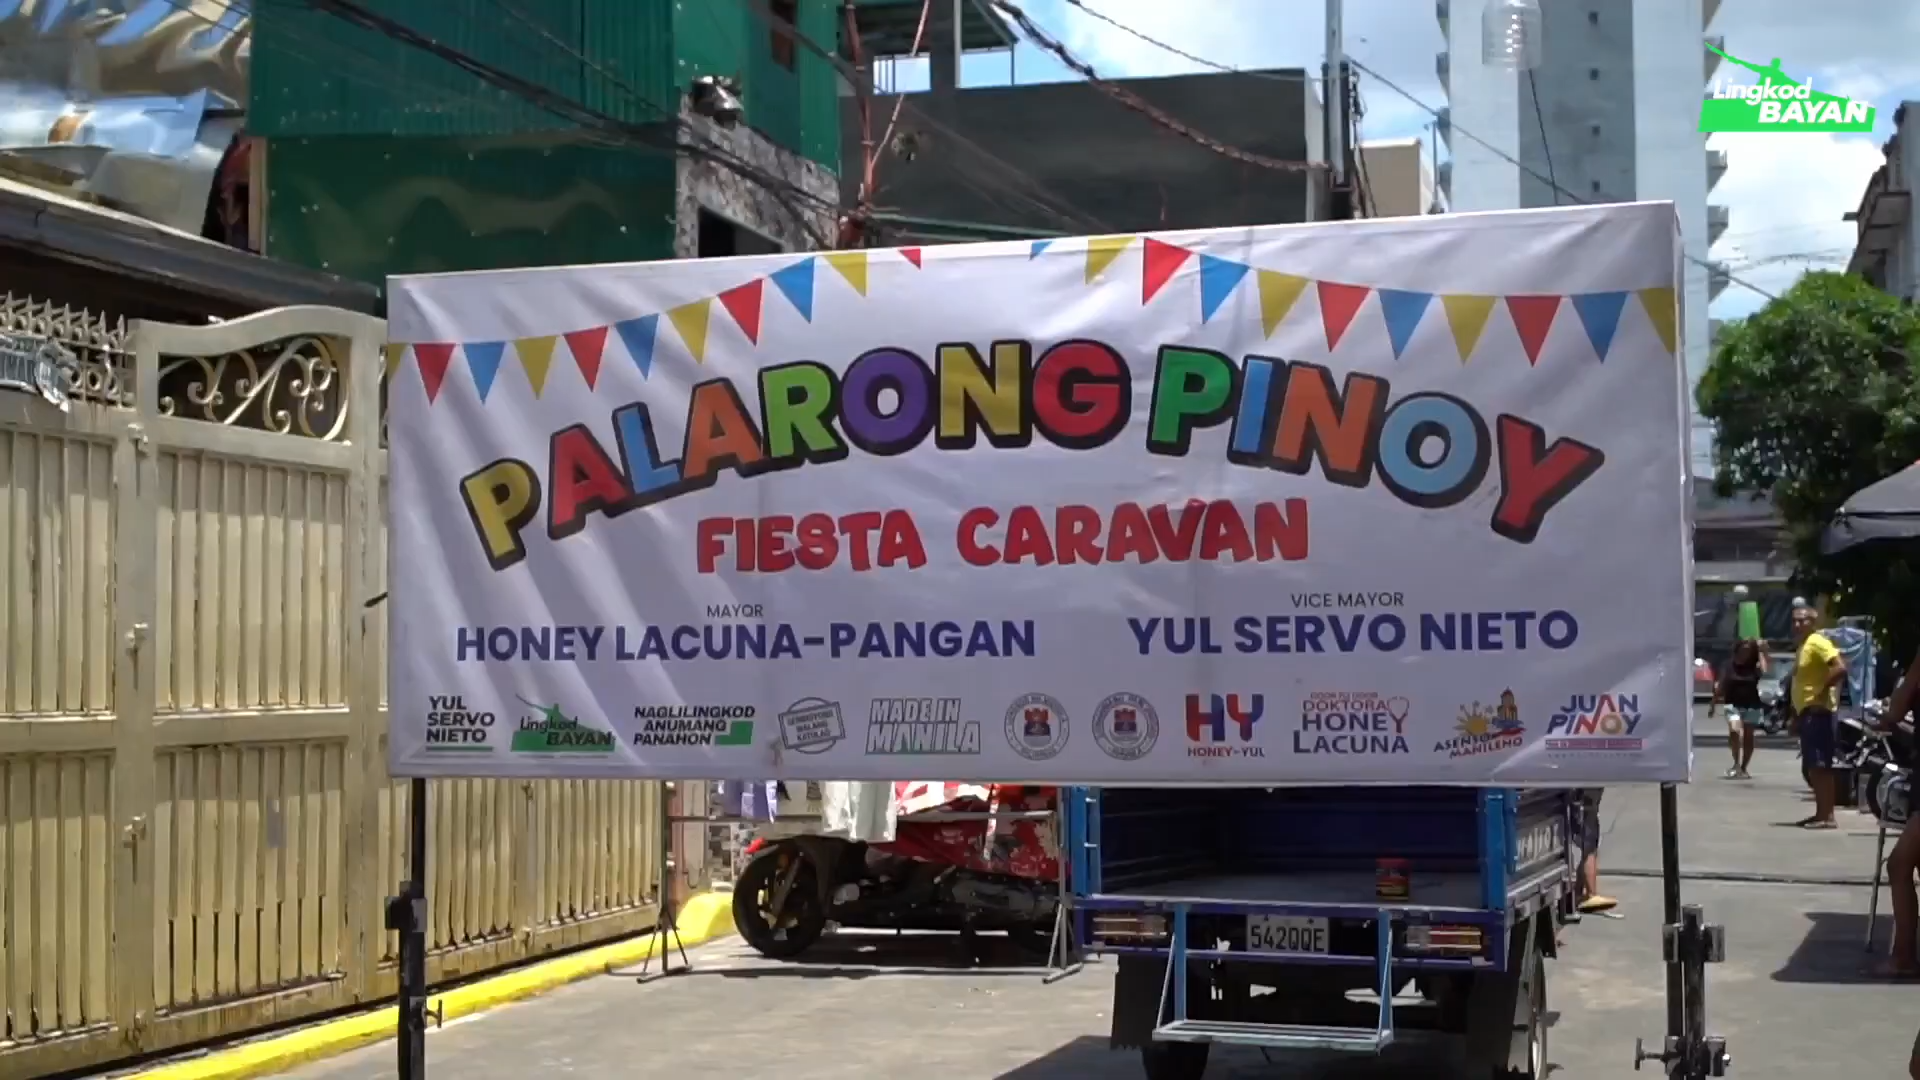 Lingkod
BAYAN
PALARONG PINOY
FIESTA CARAVAN
MAYOR
HONEY LACUNA-PANGAN
VICE MAYOR
YUL SERVO NIETO
YUL
SERVO
NIETO
Lingkod
BAYAN
NAGLILINGKOD
ANUMANG
PANAHON
MADE IN
MANILA
HY
HONEY-YUL
DOKTORA
HONEY
LACUNA
ASENSO
MANILEÑO
JUAN
PINOY
542QQE